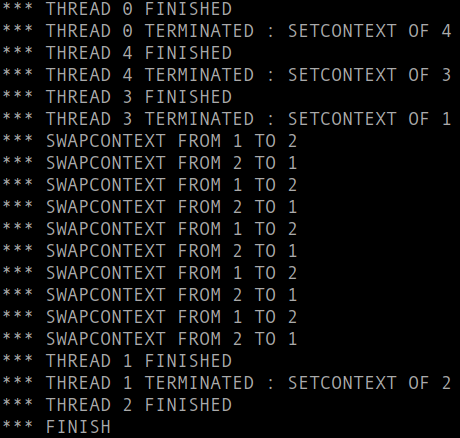 *** THREAD 0 FINISHED
*** THREAD 0 TERMINATED : SETCONTEXT OF 4
*** THREAD 4 FINISHED
*** THREAD 4 TERMINATED : SETCONTEXT OF 3
*** THREAD 3 FINISHED
*** THREAD 3 TERMINATED : SETCONTEXT OF 1
*** SWAPCONTEXT FROM 1 TO 2
*** SWAPCONTEXT FROM 2 TO 1
*** SWAPCONTEXT FROM 1 TO 2
*** SWAPCONTEXT FROM 2 TO 1
*** SWAPCONTEXT FROM 1 TO 2
*** SWAPCONTEXT FROM 2 TO 1
*** SWAPCONTEXT FROM 1 TO 2
*** SWAPCONTEXT FROM 2 TO 1
*** SWAPCONTEXT FROM 1 TO 2
*** SWAPCONTEXT FROM 2 TO 1
*** THREAD 1 FINISHED
*** THREAD 1 TERMINATED : SETCONTEXT OF 2
*** THREAD 2 FINISHED
*** FINISH